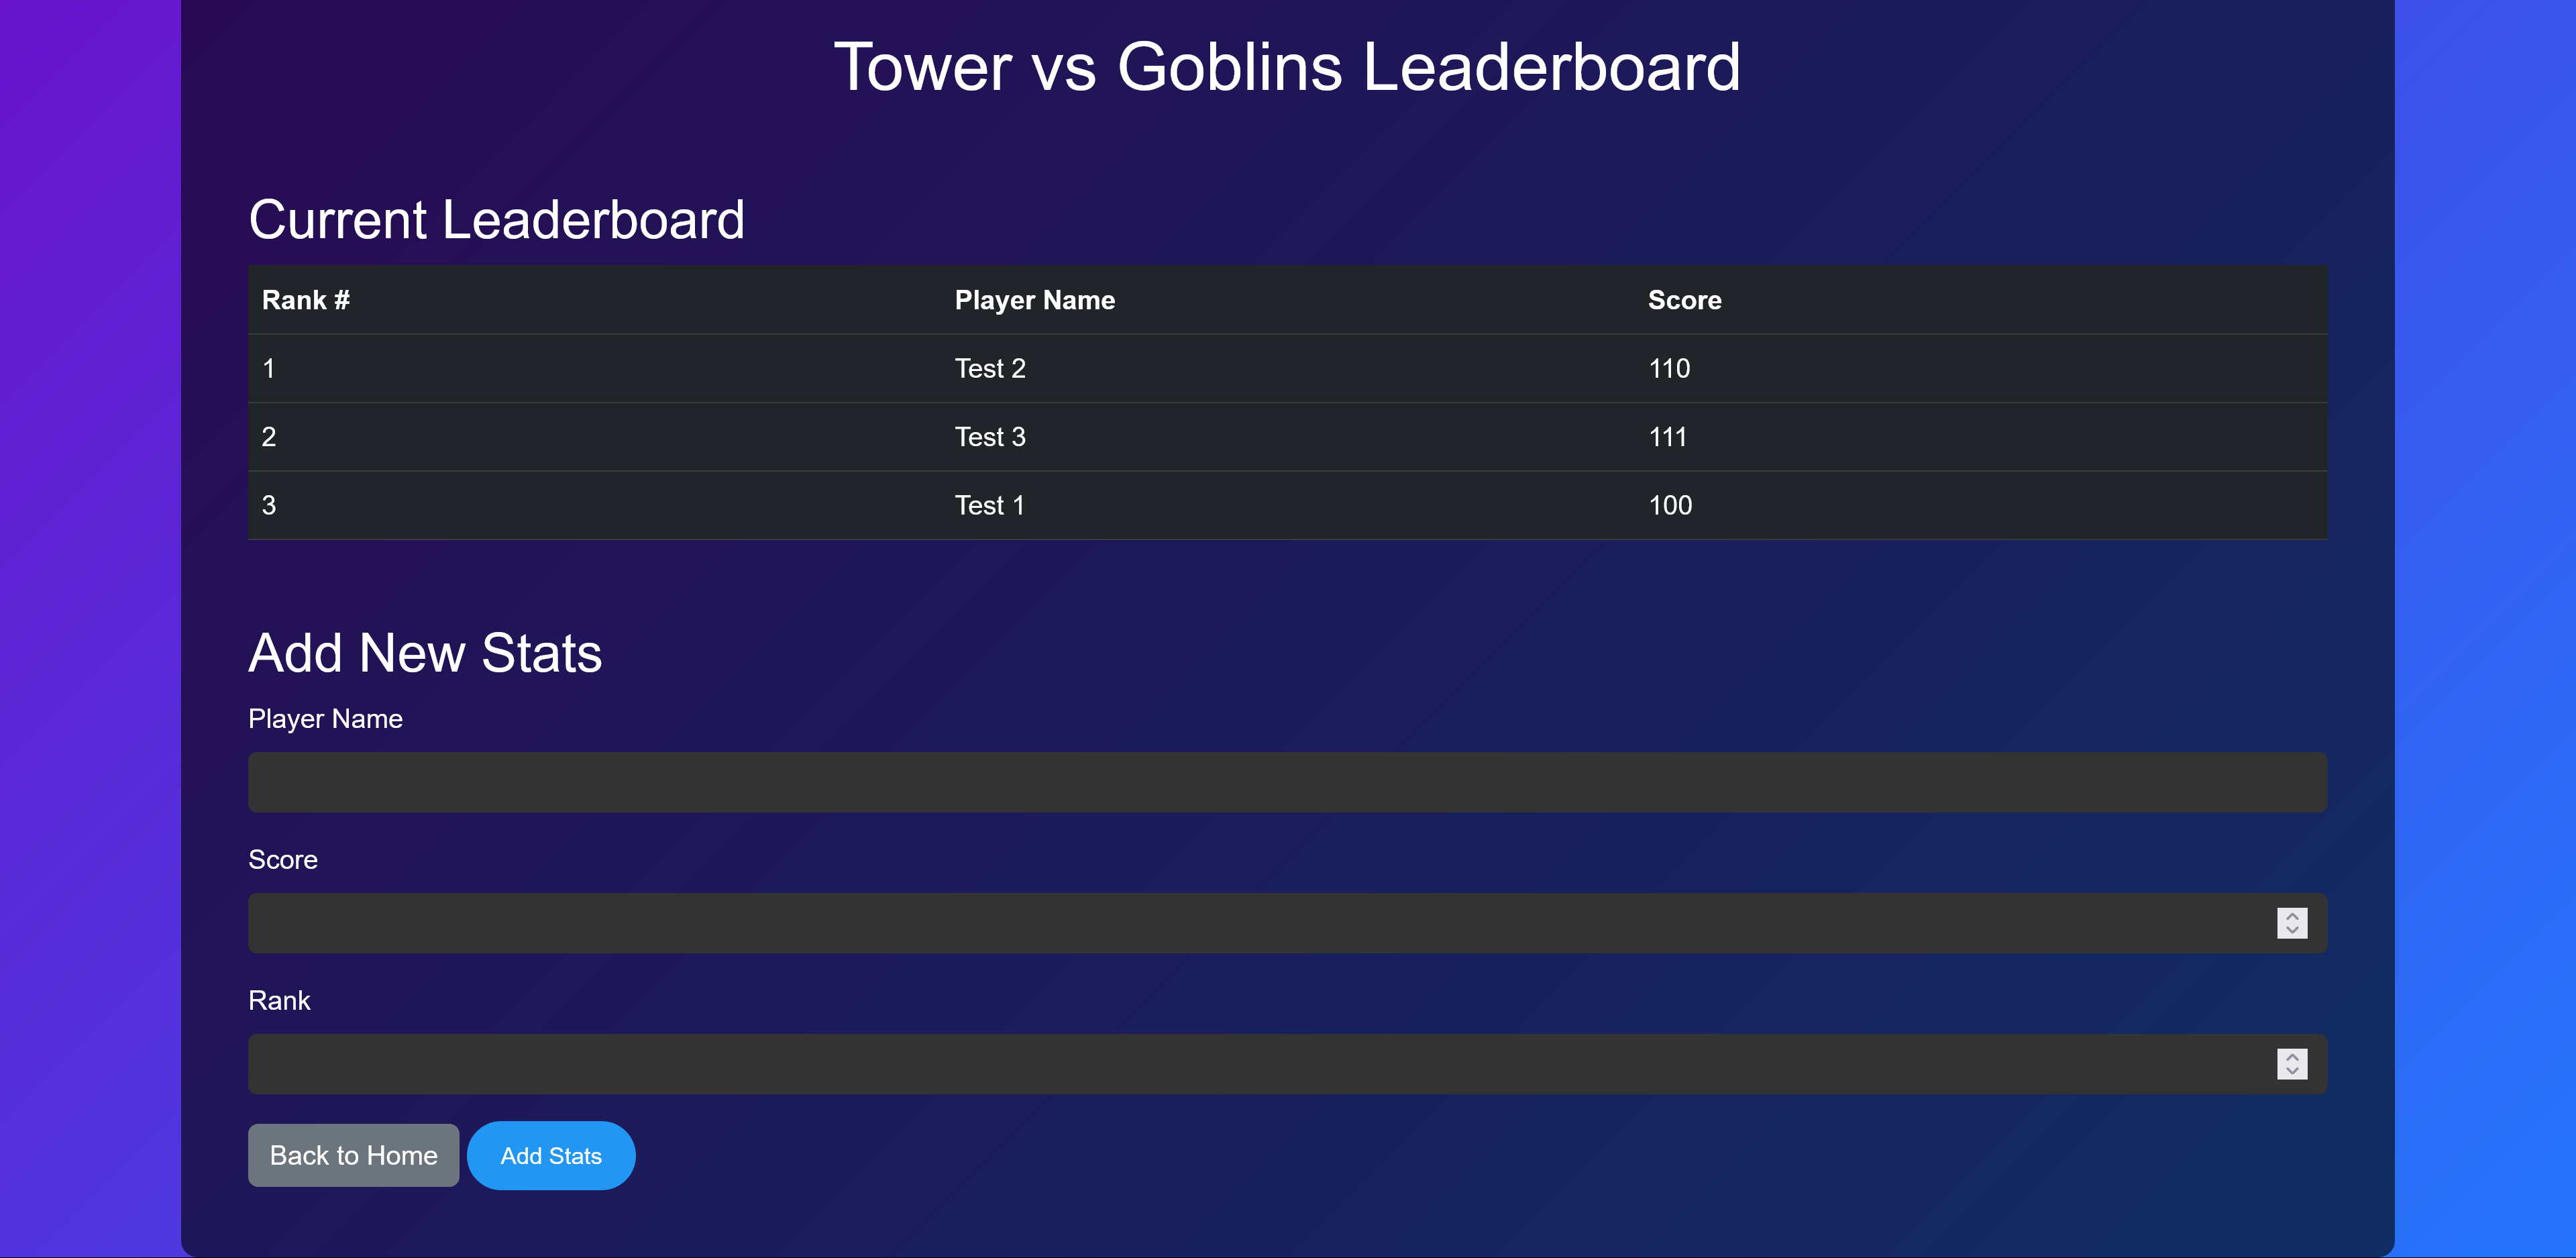 Tower vs Goblins Leaderboard
Current Leaderboard
Rank # Player Name Score
1 Test 2 110
2 Test 3 111
3 Test 1 100
Add New Stats
Player Name
Score
Rank
Back to Home Add Stats